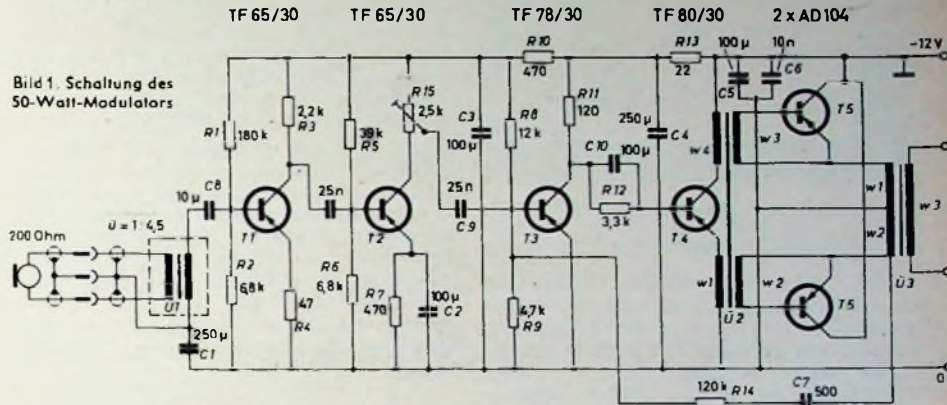 TF 65/30 TF 65/30 TF 78/30 TF 80/30 2 x AD 104
Bild 1. Schaltung des
50-Watt-Modulators
R10
470
R13
22
100µ
C5
10n
C6
-12V
T5
2,2k
R3
R1
180k
39k
R5
R15
2,5k
C3
100µ
R8
12k
R11
120
C10
100µ
250µ
C4
w4
w3
10µ
C8
25n
25n
C9
R12
3,3k
T1
T2
T3
T4
w1
w2
w3
200 Ohm
ü = 1:4,5
Ü1
R2
6,8k
R6
6,8k
47
R4
R7
470
100µ
C2
4,7k
R9
w1
w2
Ü2
T5
Ü3
250µ
C1
0
120k
R14
C7
500